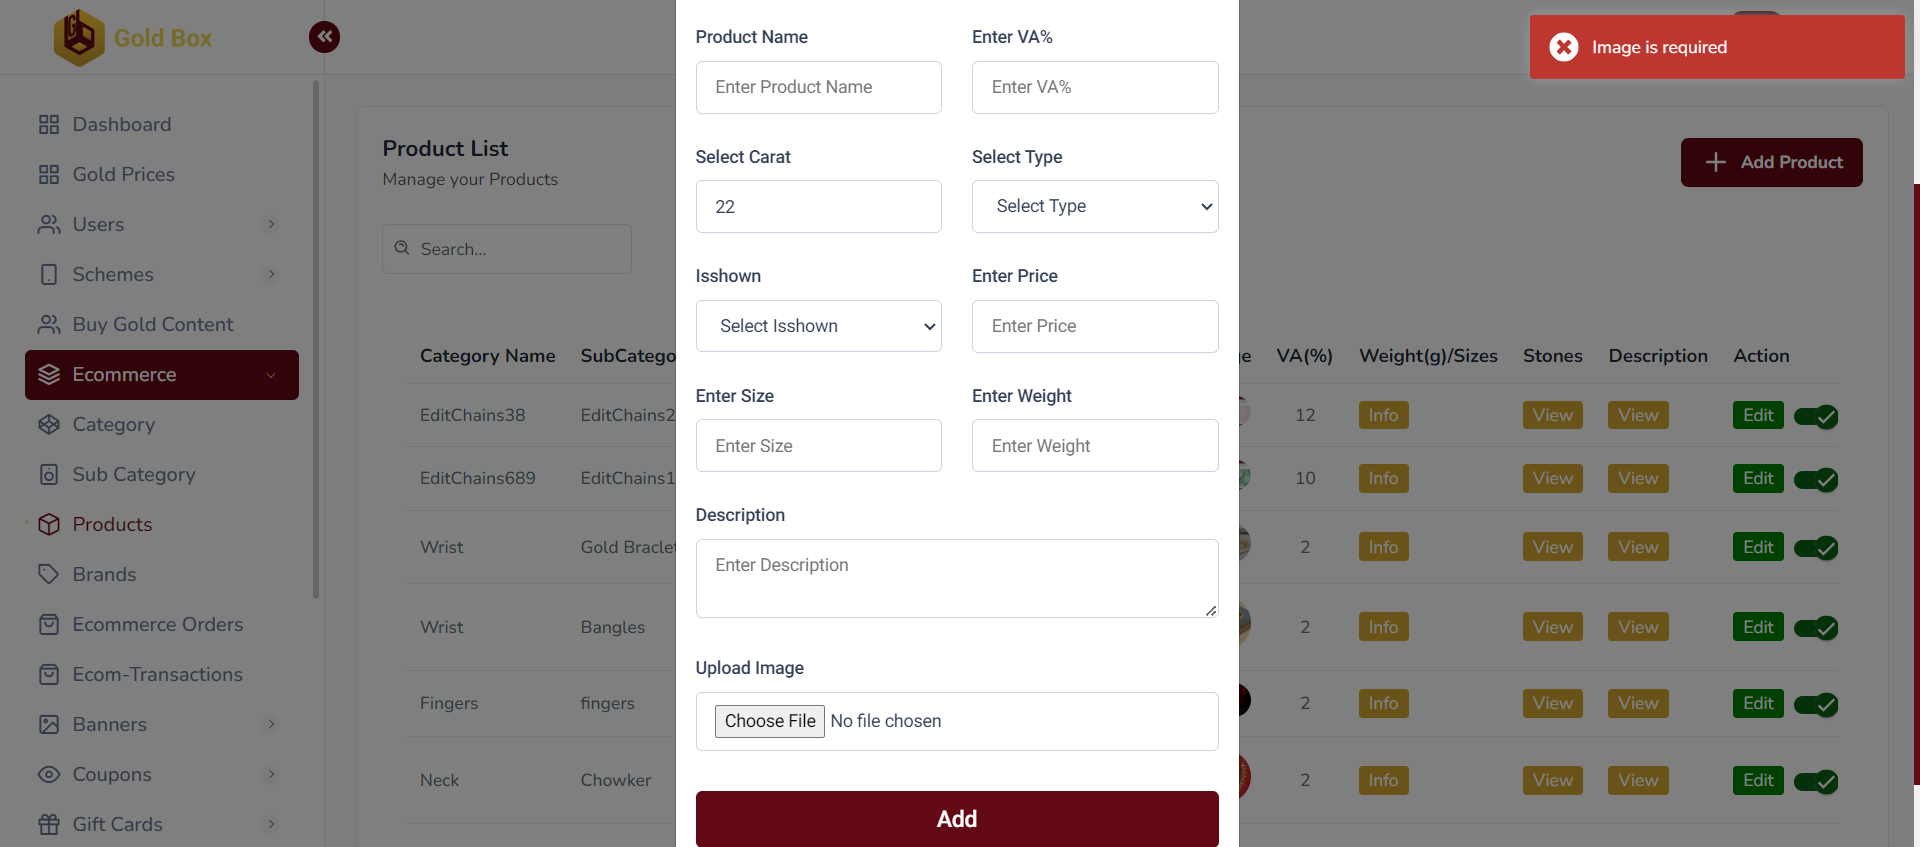 Gold Box
Image is required
Dashboard
Gold Prices
Users
Schemes
Buy Gold Content
Ecommerce
Category
Sub Category
Products
Brands
Ecommerce Orders
Ecom-Transactions
Banners
Coupons
Gift Cards
Product List
Manage your Products
Add Product
Search...
Category Name SubCatego e VA(%) Weight(g)/Sizes Stones Description Action
EditChains38 EditChains2 12 Info View View Edit
EditChains689 EditChains1 10 Info View View Edit
Wrist Gold Braclet 2 Info View View Edit
Wrist Bangles 2 Info View View Edit
Fingers fingers 2 Info View View Edit
Neck Chowker 2 Info View View Edit
Product Name Enter VA%
Enter Product Name Enter VA%
Select Carat Select Type
22 Select Type
Isshown Enter Price
Select Isshown Enter Price
Enter Size Enter Weight
Enter Size Enter Weight
Description
Enter Description
Upload Image
Choose File No file chosen
Add